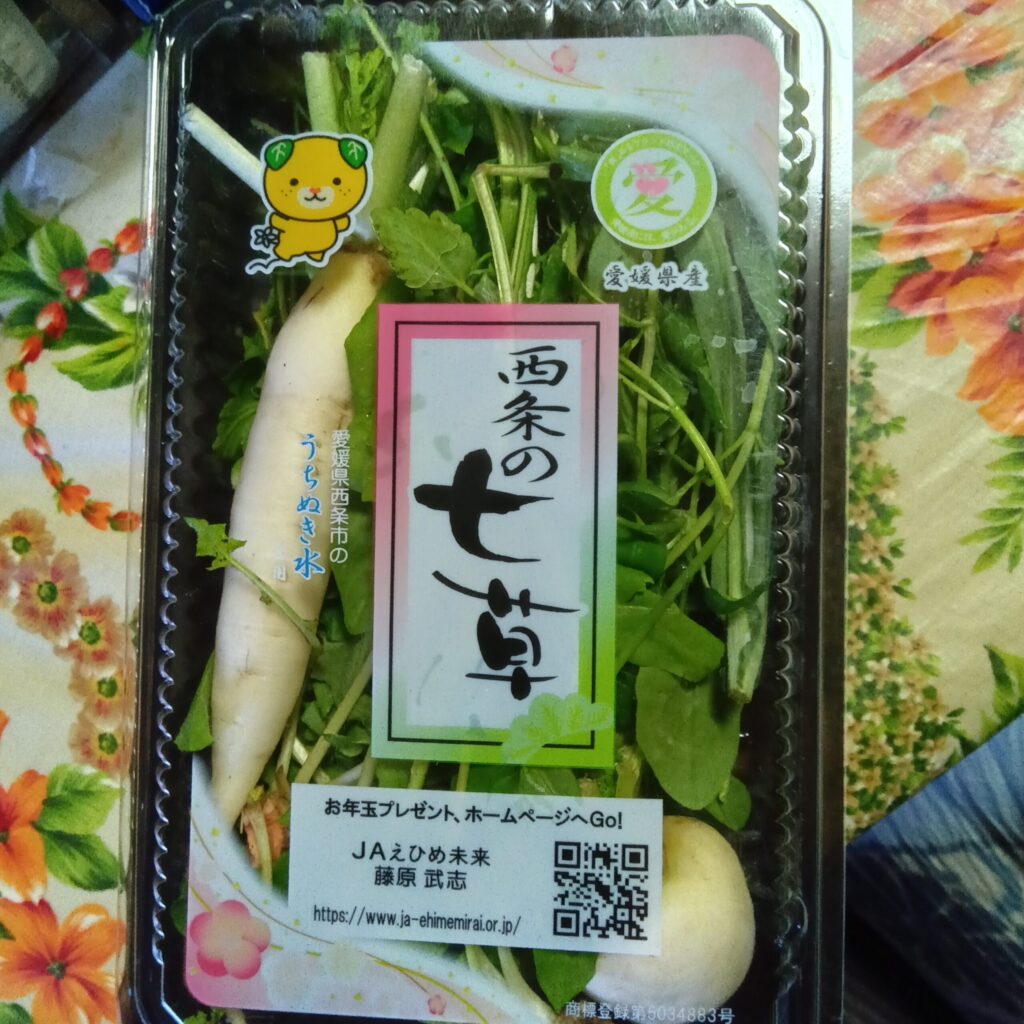 愛
愛媛県産
西条の
七草
愛媛県西条市の
うちぬき水
お年玉プレゼント、ホームページへGo!
JAえひめ未来
藤原 武志
https://www.ja-ehimemirai.or.jp/
商標登録第5034883号